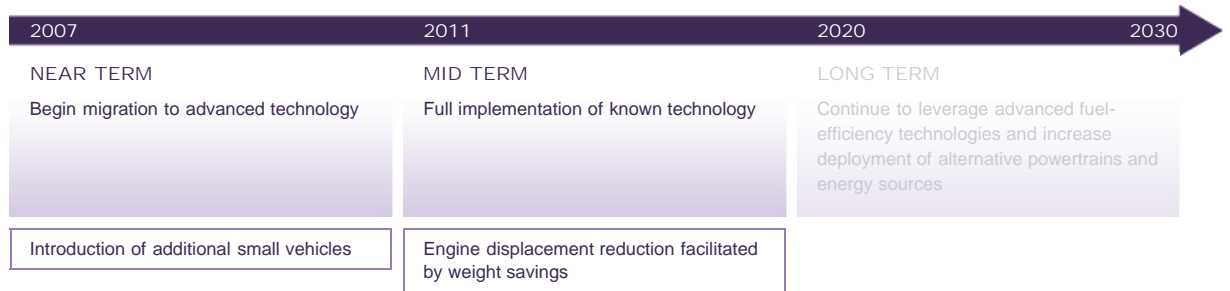 2007 2011 2020 2030
NEAR TERM
Begin migration to advanced technology
MID TERM
Full implementation of known technology
LONG TERM
Continue to leverage advanced fuel-
efficiency technologies and increase
deployment of alternative powertrains and
energy sources
Introduction of additional small vehicles
Engine displacement reduction facilitated
by weight savings